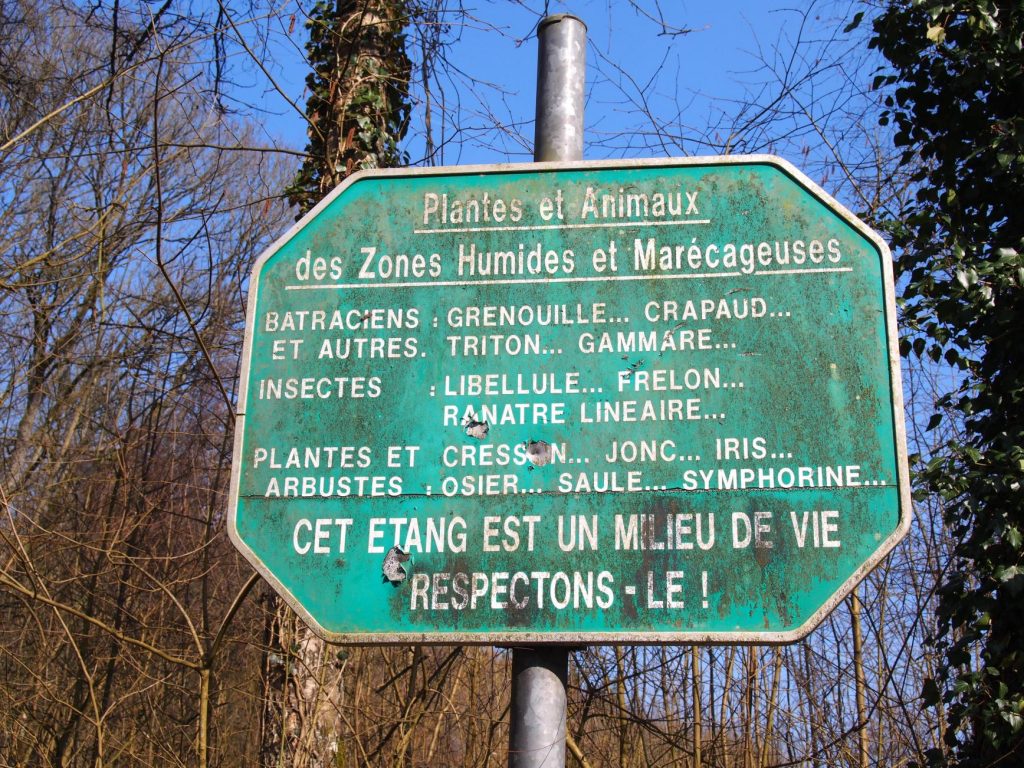 Plantes et Animaux
des Zones Humides et Marécageuses
BATRACIENS : GRENOUILLE... CRAPAUD...
ET AUTRES. TRITON... GAMMARE...
INSECTES : LIBELLULE... FRELON...
RANATRE LINEAIRE...
PLANTES ET CRESSON... JONC... IRIS...
ARBUSTES : OSIER... SAULE... SYMPHORINE...
CET ETANG EST UN MILIEU DE VIE
RESPECTONS - LE !